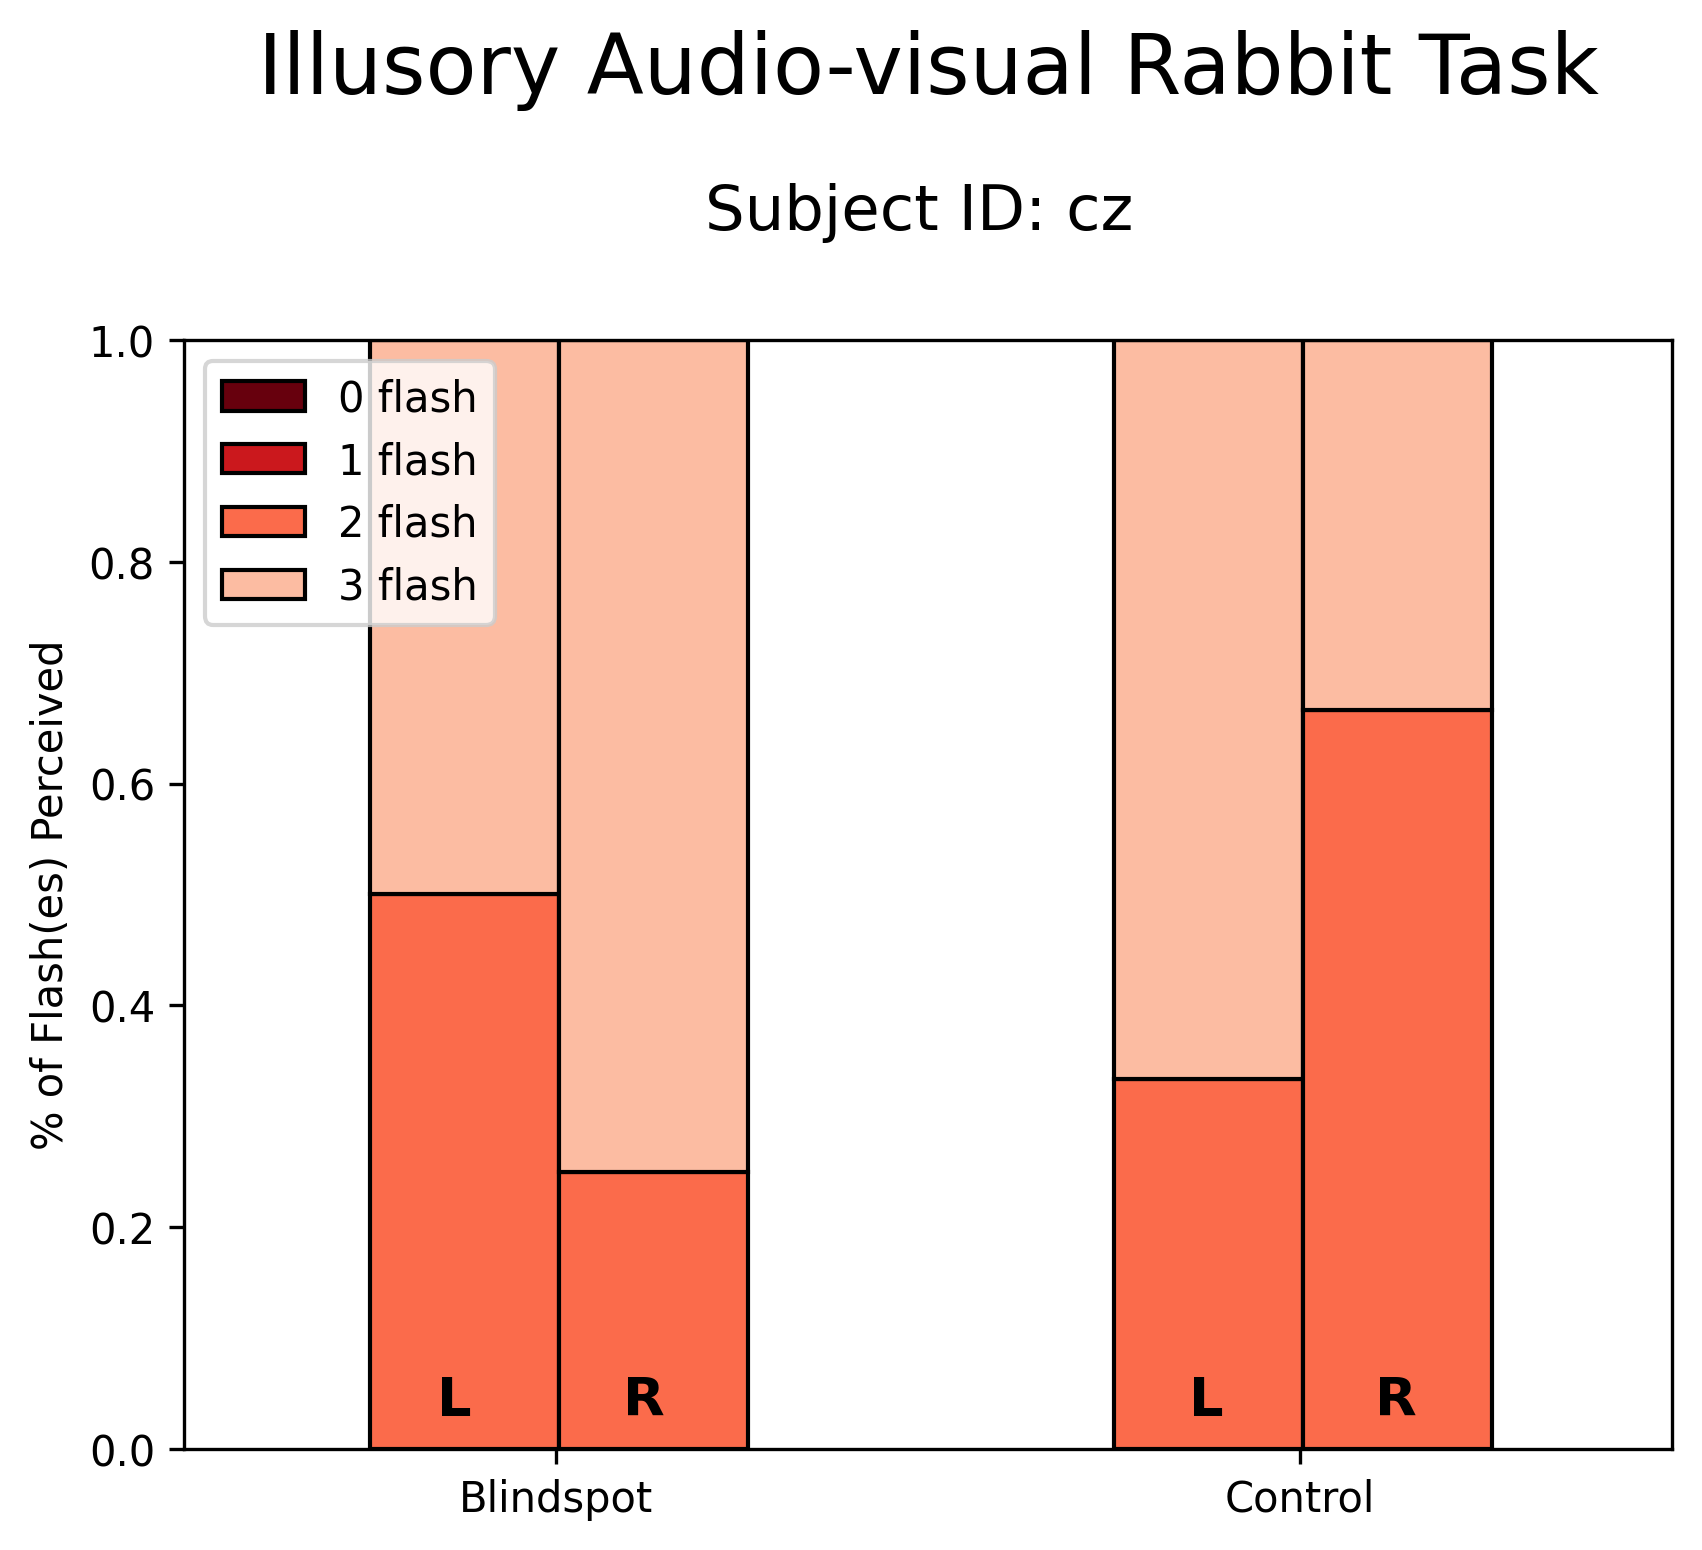 Illusory Audio-visual Rabbit Task
Subject ID: cz
1.0
0.8
0.6
0.4
0.2
0.0
% of Flash(es) Perceived
0 flash
1 flash
2 flash
3 flash
L R L R
Blindspot Control